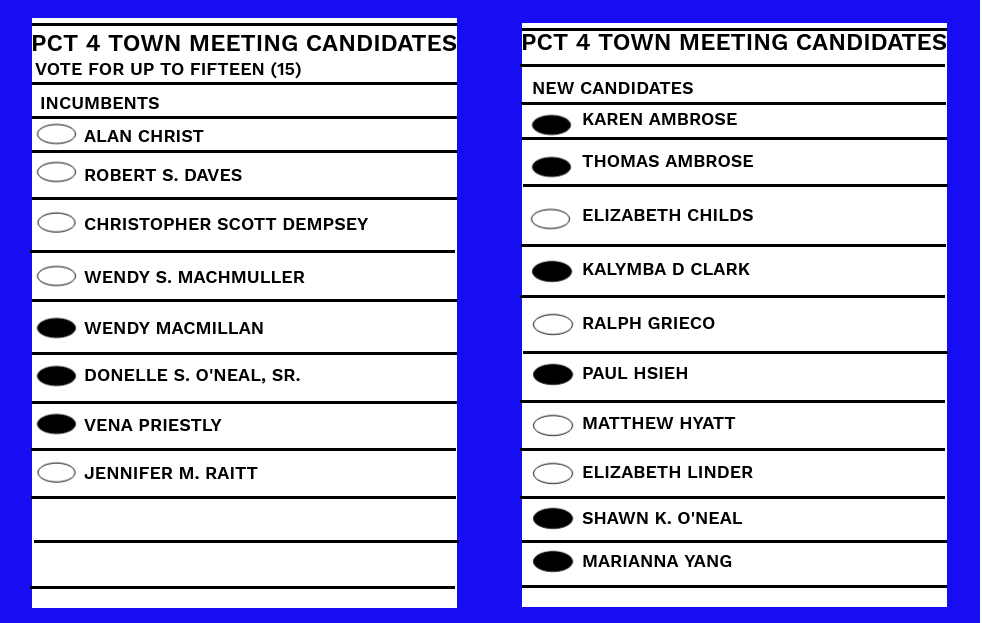 PCT 4 TOWN MEETING CANDIDATES
VOTE FOR UP TO FIFTEEN (15)
INCUMBENTS
ALAN CHRIST
ROBERT S. DAVES
CHRISTOPHER SCOTT DEMPSEY
WENDY S. MACHMULLER
WENDY MACMILLAN
DONELLE S. O'NEAL, SR.
VENA PRIESTLY
JENNIFER M. RAITT
PCT 4 TOWN MEETING CANDIDATES
NEW CANDIDATES
KAREN AMBROSE
THOMAS AMBROSE
ELIZABETH CHILDS
KALYMBA D CLARK
RALPH GRIECO
PAUL HSIEH
MATTHEW HYATT
ELIZABETH LINDER
SHAWN K. O'NEAL
MARIANNA YANG